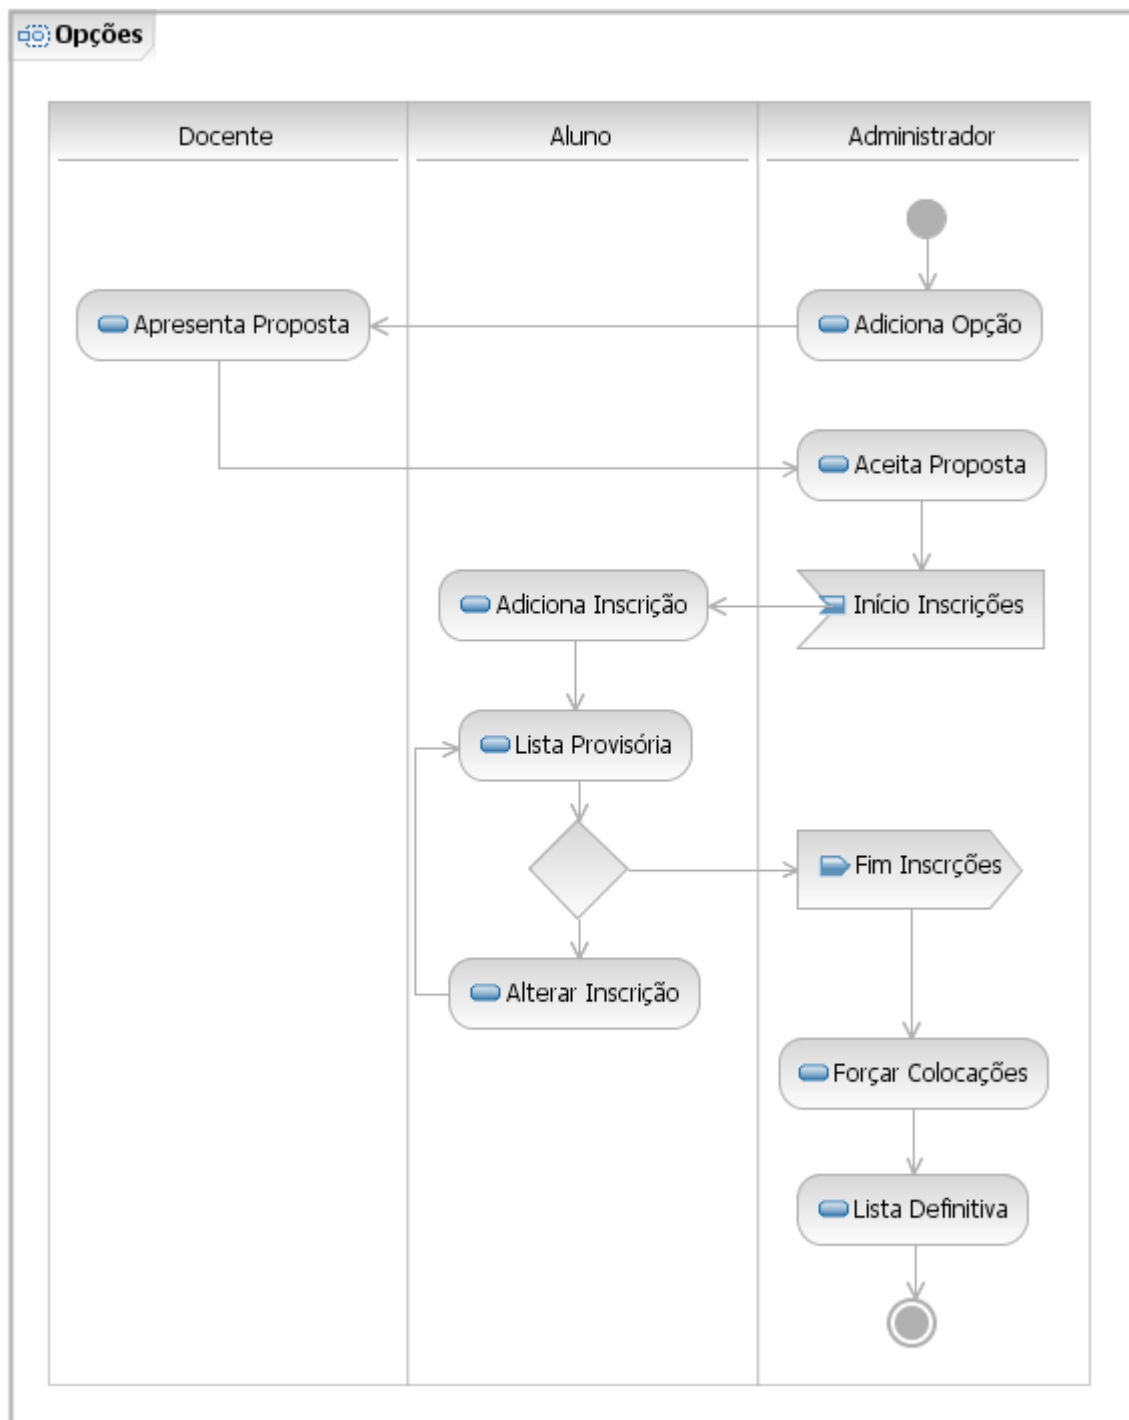 Opções
Docente
Aluno
Administrador
Apresenta Proposta
Adiciona Opção
Aceita Proposta
Adiciona Inscrição
Início Inscrições
Lista Provisória
Fim Inscrções
Alterar Inscrição
Forçar Colocações
Lista Definitiva